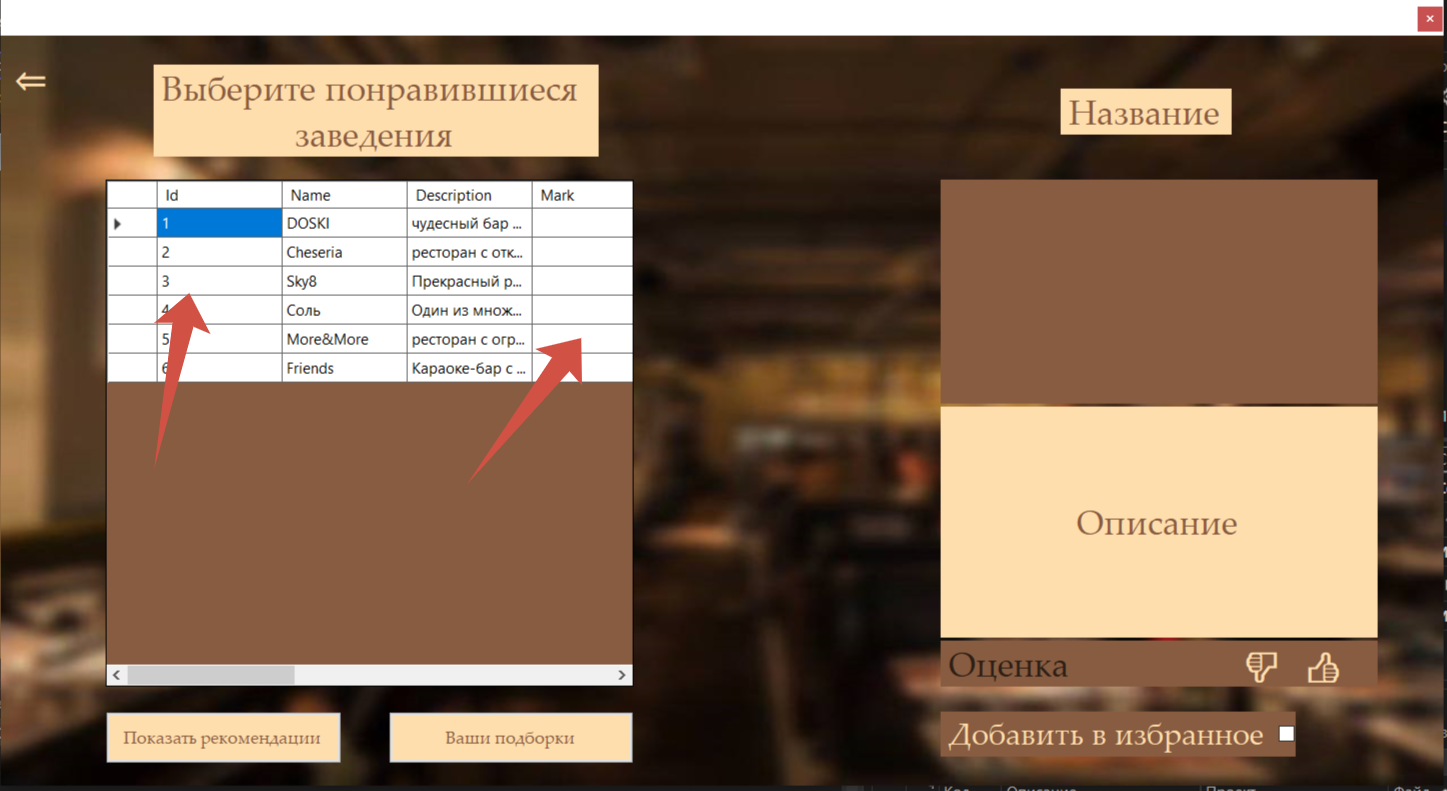 Выберите понравившиеся
заведения
Название
Id Name Description Mark
1 DOSKI чудесный бар ...
2 Cheseria ресторан с отк...
3 Sky8 Прекрасный р...
4 Соль Один из множ...
5 More&More ресторан с огр...
6 Friends Караоке-бар с ...
Описание
Оценка
Показать рекомендации
Ваши подборки
Добавить в избранное